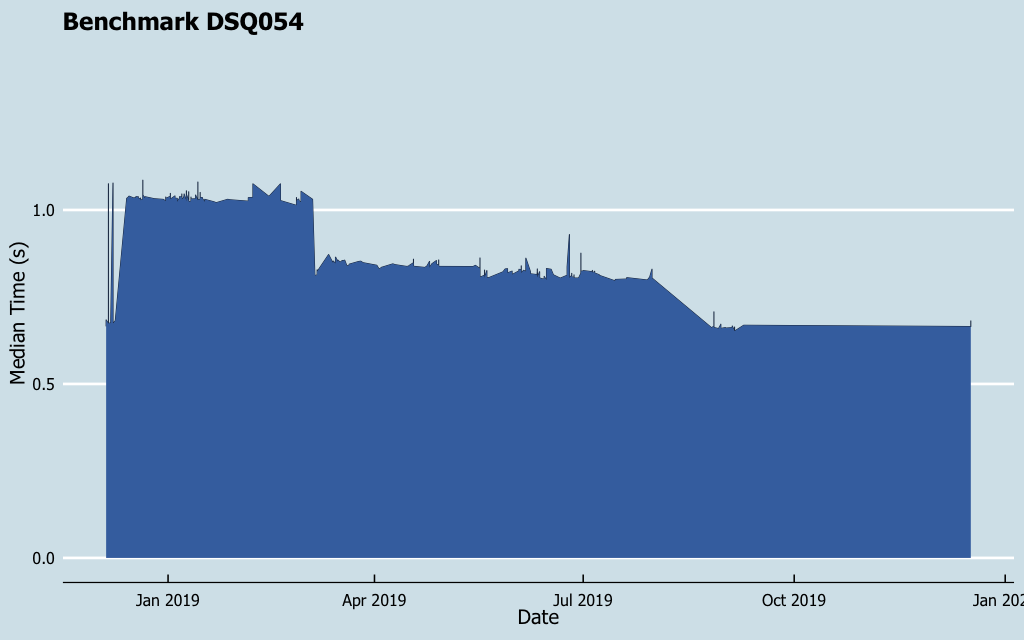 Benchmark DSQ054
Median Time (s)
1.0
0.5
0.0
Jan 2019
Apr 2019
Jul 2019
Oct 2019
Jan 202
Date